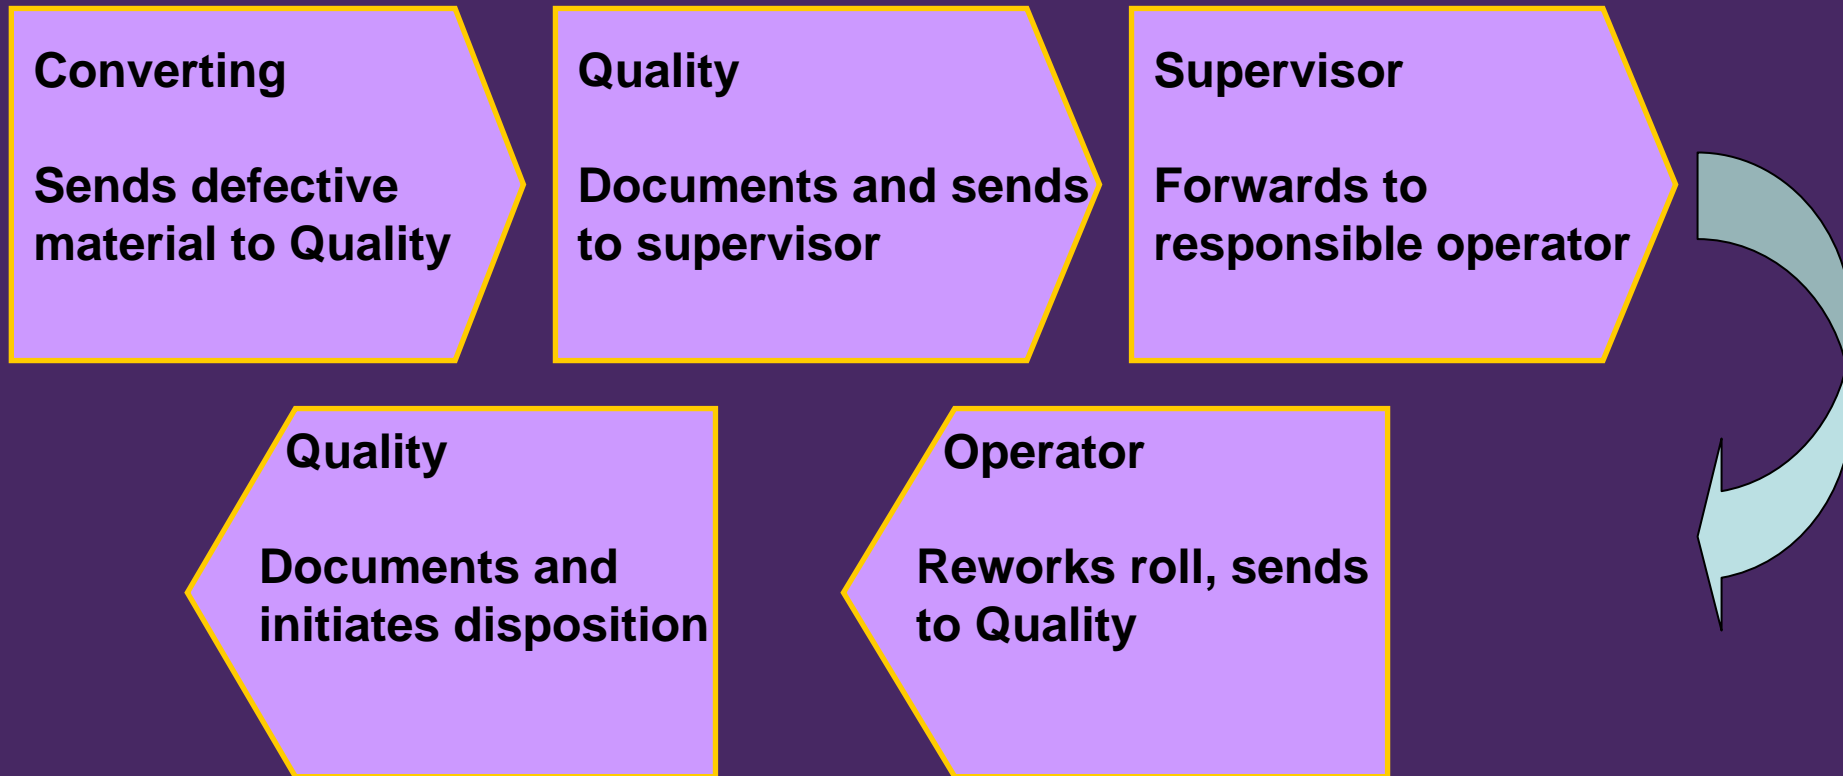 Converting
Sends defective
material to Quality
Quality
Documents and sends
to supervisor
Supervisor
Forwards to
responsible operator
Operator
Reworks roll, sends
to Quality
Quality
Documents and
initiates disposition